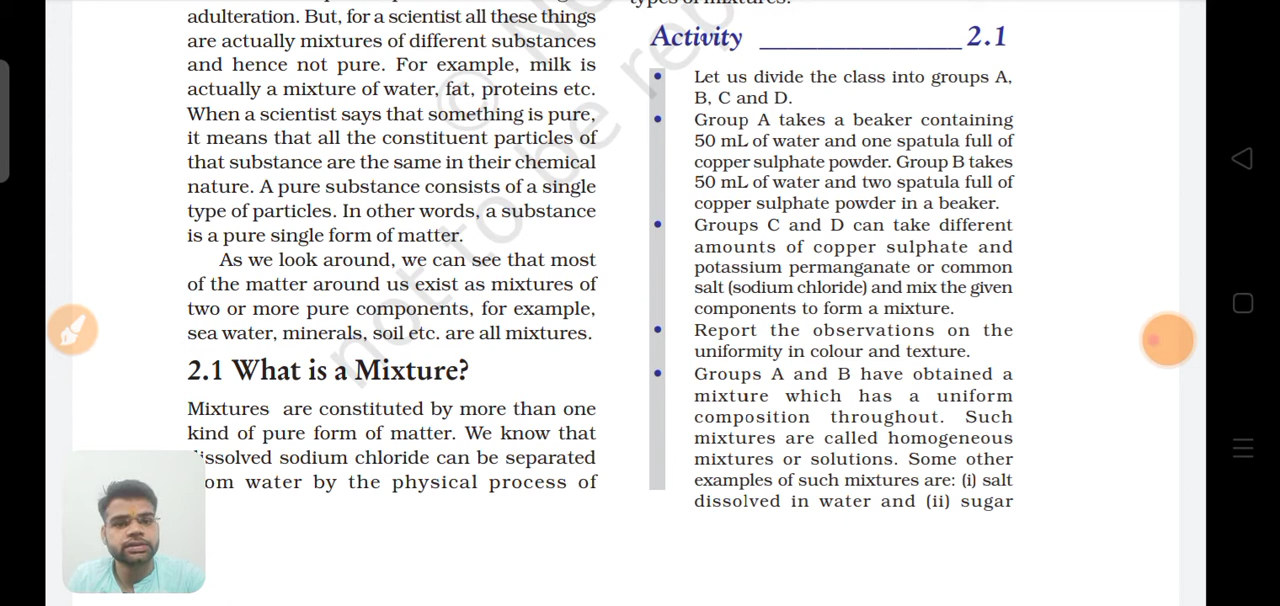 adulteration. But, for a scientist all these things
are actually mixtures of different substances
and hence not pure. For example, milk is
actually a mixture of water, fat, proteins etc.
When a scientist says that something is pure,
it means that all the constituent particles of
that substance are the same in their chemical
nature. A pure substance consists of a single
type of particles. In other words, a substance
is a pure single form of matter.
As we look around, we can see that most
of the matter around us exist as mixtures of
two or more pure components, for example,
sea water, minerals, soil etc. are all mixtures.
2.1 What is a Mixture?
Mixtures are constituted by more than one
kind of pure form of matter. We know that
dissolved sodium chloride can be separated
from water by the physical process of
types of mixtures.
Activity 2.1
• Let us divide the class into groups A,
B, C and D.
• Group A takes a beaker containing
50 mL of water and one spatula full of
copper sulphate powder. Group B takes
50 mL of water and two spatula full of
copper sulphate powder in a beaker.
• Groups C and D can take different
amounts of copper sulphate and
potassium permanganate or common
salt (sodium chloride) and mix the given
components to form a mixture.
• Report the observations on the
uniformity in colour and texture.
• Groups A and B have obtained a
mixture which has a uniform
composition throughout. Such
mixtures are called homogeneous
mixtures or solutions. Some other
examples of such mixtures are: (i) salt
dissolved in water and (ii) sugar
not to be rep